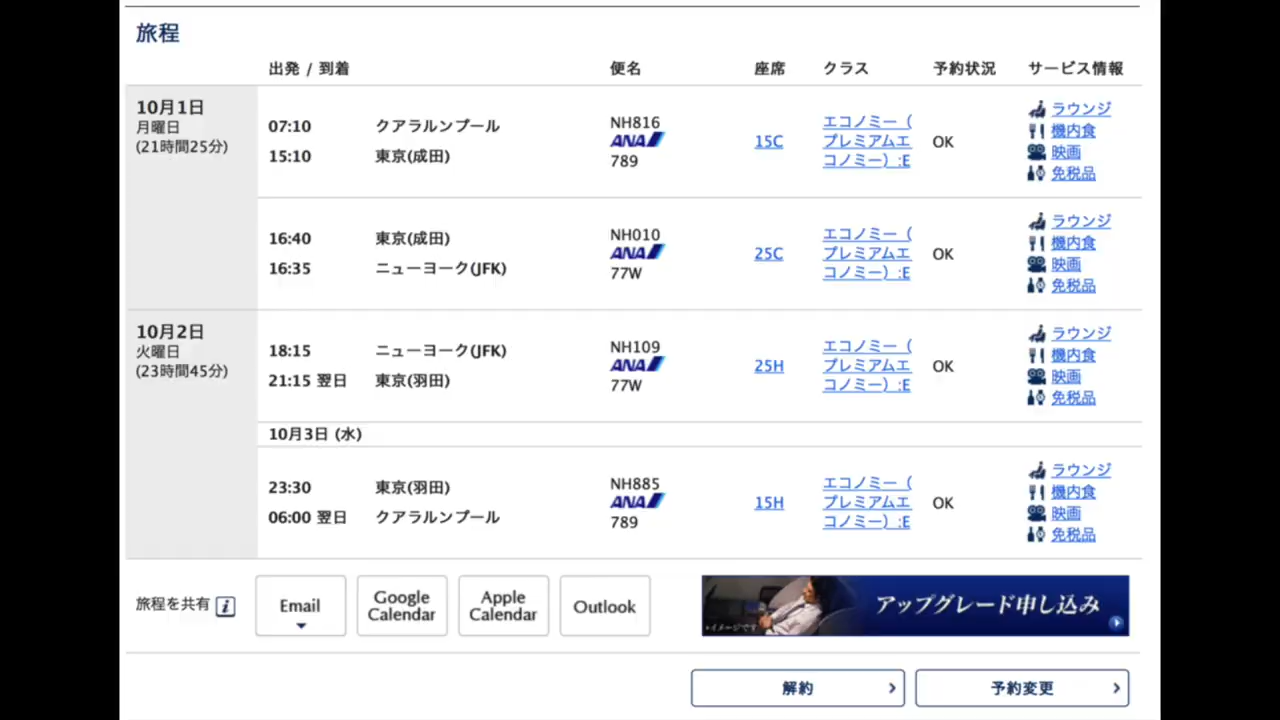 旅程
出発 / 到着 便名 座席 クラス 予約状況 サービス情報
10月1日
月曜日
(21時間25分)
07:10 クアラルンプール
15:10 東京(成田)
NH816
ANA
789
15C
エコノミー (
プレミアムエ
コノミー) :E
OK
ラウンジ
機内食
映画
免税品
16:40 東京(成田)
16:35 ニューヨーク(JFK)
NH010
ANA
77W
25C
エコノミー (
プレミアムエ
コノミー) :E
OK
ラウンジ
機内食
映画
免税品
10月2日
火曜日
(23時間45分)
18:15 ニューヨーク(JFK)
21:15 翌日 東京(羽田)
NH109
ANA
77W
25H
エコノミー (
プレミアムエ
コノミー) :E
OK
ラウンジ
機内食
映画
免税品
10月3日 (水)
23:30 東京(羽田)
06:00 翌日 クアラルンプール
NH885
ANA
789
15H
エコノミー (
プレミアムエ
コノミー) :E
OK
ラウンジ
機内食
映画
免税品
旅程を共有 i
Email
Google
Calendar
Apple
Calendar
Outlook
アップグレード申し込み
*イメージです
解約
予約変更